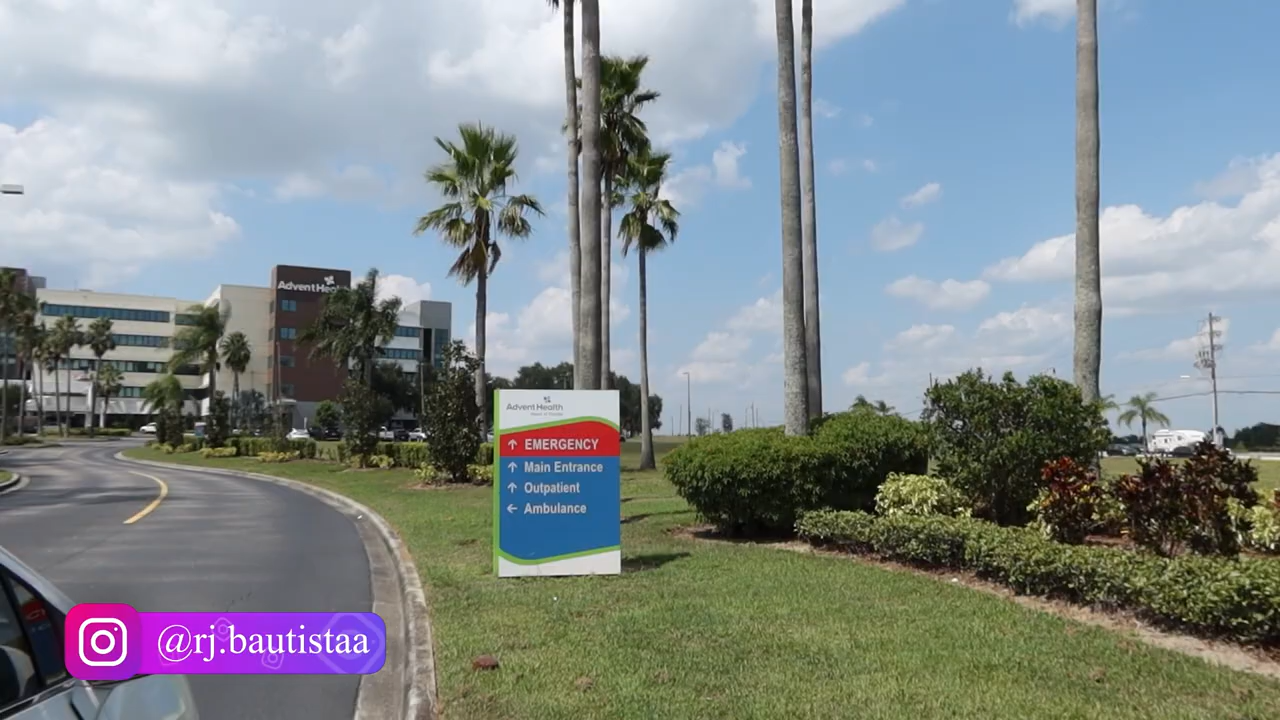 AdventHealth
AdventHealth
EMERGENCY
Main Entrance
Outpatient
Ambulance
@rj.bautistaa